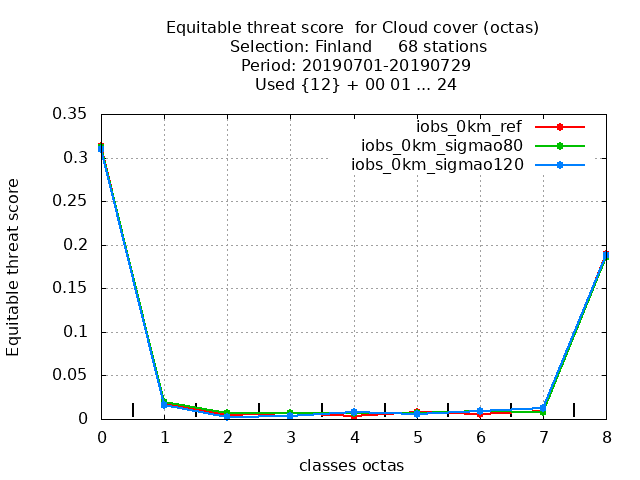 Equitable threat score  for Cloud cover (octas)
Selection: Finland     68 stations
Period: 20190701-20190729
Used {12} + 00 01 ... 24
iobs_0km_ref
iobs_0km_sigmao80
iobs_0km_sigmao120
Equitable threat score
0.35
0.3
0.25
0.2
0.15
0.1
0.05
0
0 1 2 3 4 5 6 7 8
classes octas